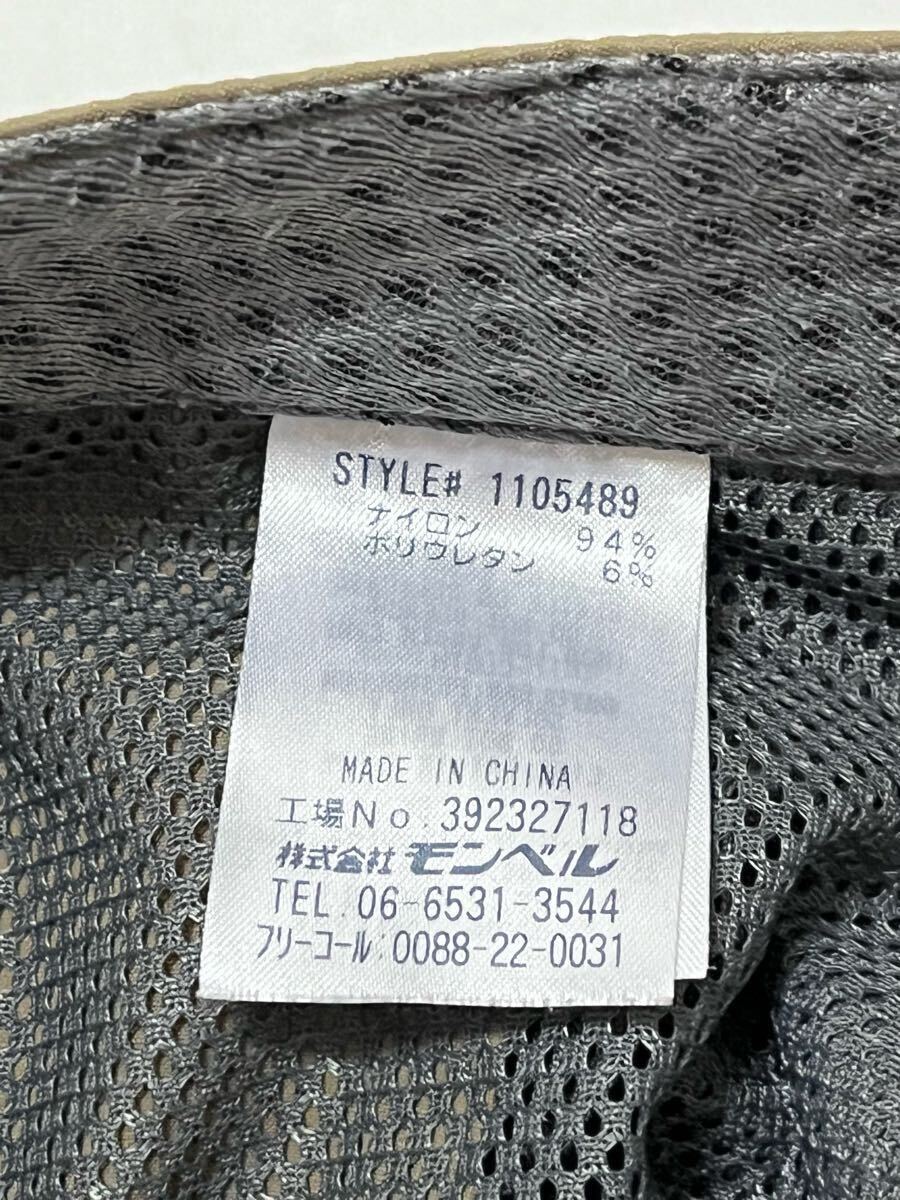 STYLE# 1105489
ナイロン 94%
ポリウレタン 6%
MADE IN CHINA
工場No.392327118
株式会社モンベル
TEL.06-6531-3544
フリーコール:0088-22-0031